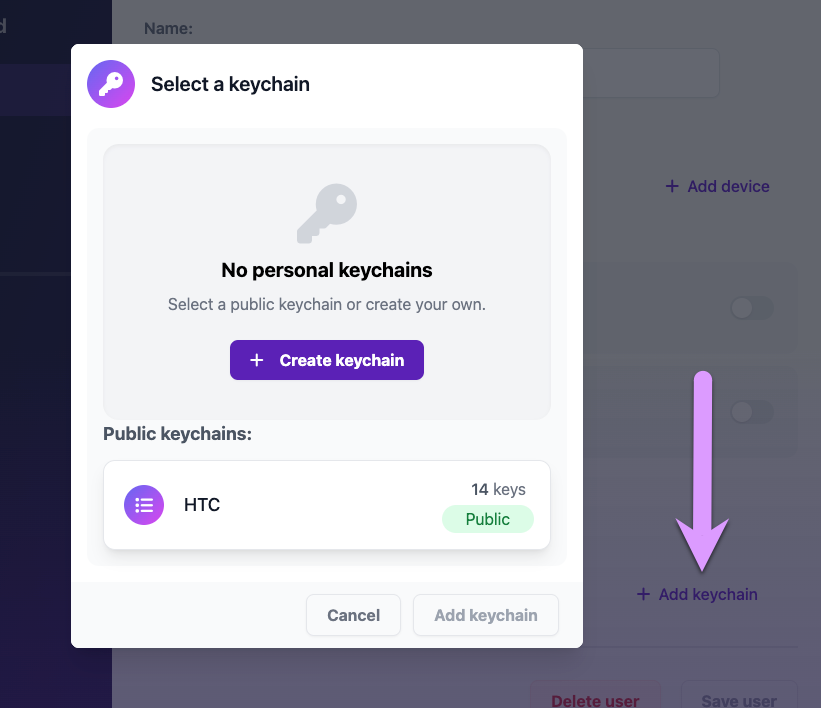 d
Name:
Select a keychain
+ Add device
No personal keychains
Select a public keychain or create your own.
+ Create keychain
Public keychains:
HTC
14 keys
Public
+ Add keychain
Cancel
Add keychain
Delete user
Save user